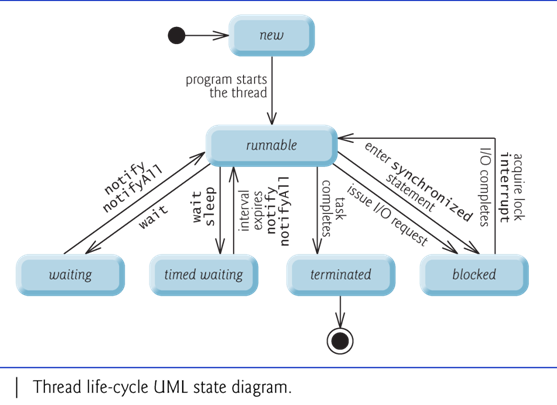 new
program starts
the thread
runnable
notify
notifyAll
wait
wait
sleep
interval
expires
notify
notifyAll
task
completes
enter synchronized
statement
issue I/O request
acquire lock
interrupt
I/O completes
waiting
timed waiting
terminated
blocked
Thread life-cycle UML state diagram.